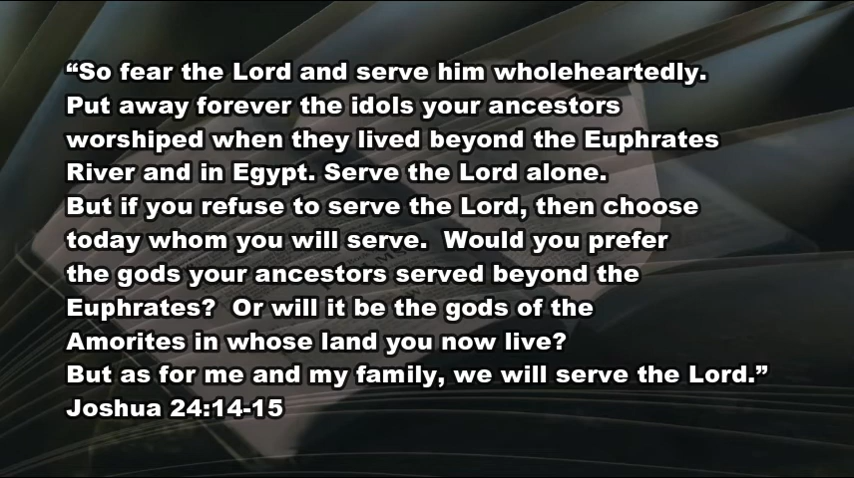 “So fear the Lord and serve him wholeheartedly.
Put away forever the idols your ancestors
worshiped when they lived beyond the Euphrates
River and in Egypt. Serve the Lord alone.
But if you refuse to serve the Lord, then choose
today whom you will serve.  Would you prefer
the gods your ancestors served beyond the
Euphrates?  Or will it be the gods of the
Amorites in whose land you now live?
But as for me and my family, we will serve the Lord.”
Joshua 24:14-15